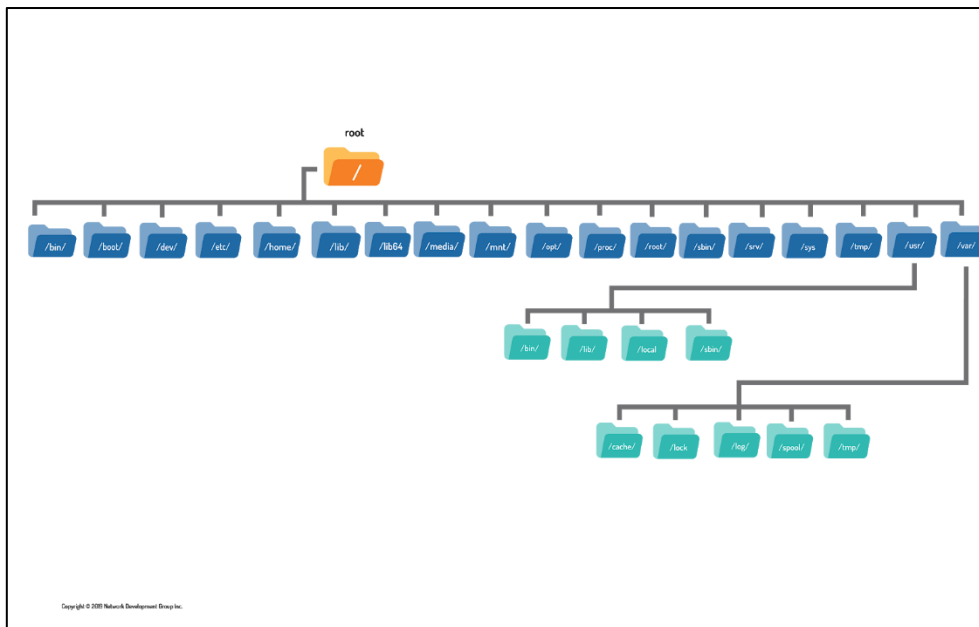 root
/
/bin/ /boot/ /dev/ /etc/ /home/ /lib/ /lib64 /media/ /mnt/ /opt/ /proc/ /root/ /sbin/ /srv/ /sys /tmp/ /usr/ /var/
/bin/ /lib/ /local /sbin/
/cache/ /lock /log/ /spool/ /tmp/
Copyright © 2019 Network Development Group Inc.